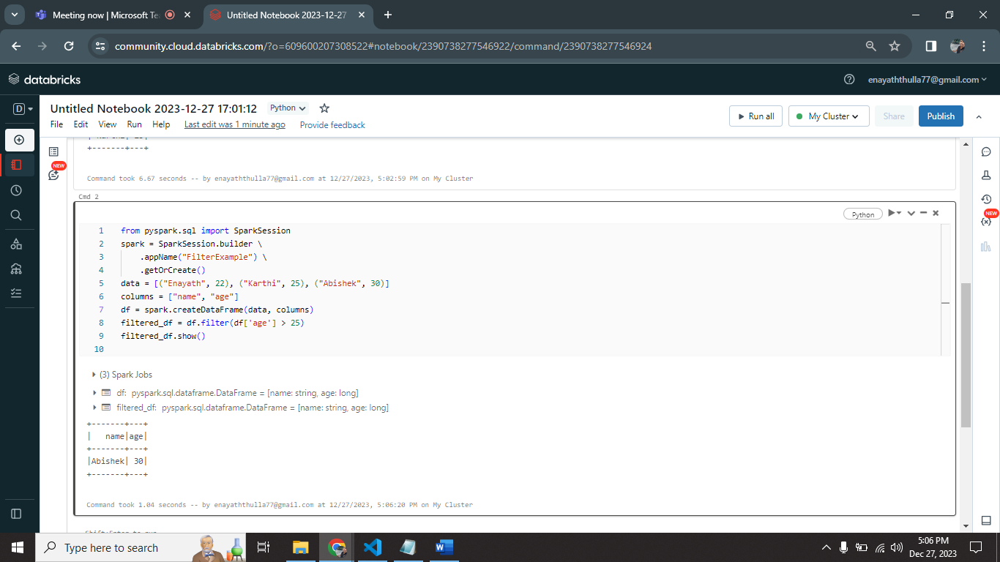 Meeting now | Microsoft Te
Untitled Notebook 2023-12-27
community.cloud.databricks.com/?o=609600207308522#notebook/2390738277546922/command/2390738277546924
databricks
enayaththulla77@gmail.com
D
Untitled Notebook 2023-12-27 17:01:12
Python
Run all
My Cluster
Share
Publish
File Edit View Run Help Last edit was 1 minute ago Provide feedback
+-------+---+
NEW
Command took 6.67 seconds -- by enayaththulla77@gmail.com at 12/27/2023, 5:02:59 PM on My Cluster
Cmd 2
Python
NEW
1 from pyspark.sql import SparkSession
2 spark = SparkSession.builder \
3 .appName("FilterExample") \
4 .getOrCreate()
5 data = [("Enayath", 22), ("Karthi", 25), ("Abishek", 30)]
6 columns = ["name", "age"]
7 df = spark.createDataFrame(data, columns)
8 filtered_df = df.filter(df['age'] > 25)
9 filtered_df.show()
10
(3) Spark Jobs
df: pyspark.sql.dataframe.DataFrame = [name: string, age: long]
filtered_df: pyspark.sql.dataframe.DataFrame = [name: string, age: long]
+-------+---+
|   name|age|
+-------+---+
|Abishek| 30|
+-------+---+
Command took 1.04 seconds -- by enayaththulla77@gmail.com at 12/27/2023, 5:06:20 PM on My Cluster
Shift+Enter to run
Type here to search
5:06 PM
Dec 27, 2023